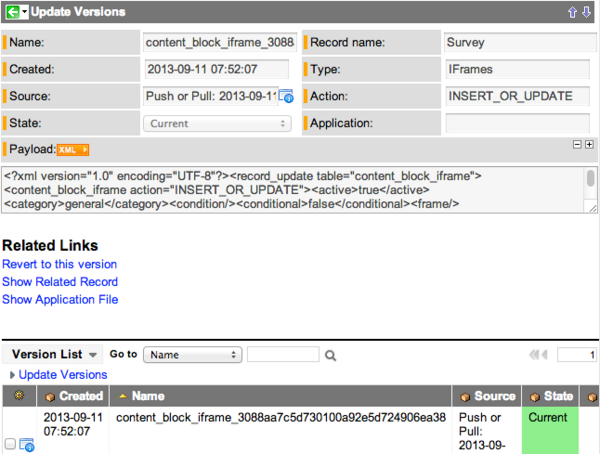 Update Versions
Name: content_block_iframe_3088 Record name: Survey
Created: 2013-09-11 07:52:07 Type: IFrames
Source: Push or Pull: 2013-09-11 Action: INSERT_OR_UPDATE
State: Current Application:
Payload: XML
<?xml version="1.0" encoding="UTF-8"?><record_update table="content_block_iframe">
<content_block_iframe action="INSERT_OR_UPDATE"><active>true</active>
<category>general</category><condition/><conditional>false</conditional><frame/>
Related Links
Revert to this version
Show Related Record
Show Application File
Version List Go to Name 1
Update Versions
Created Name Source State
2013-09-11 content_block_iframe_3088aa7c5d730100a92e5d724906ea38 Push or Current
07:52:07 Pull:
2013-09-